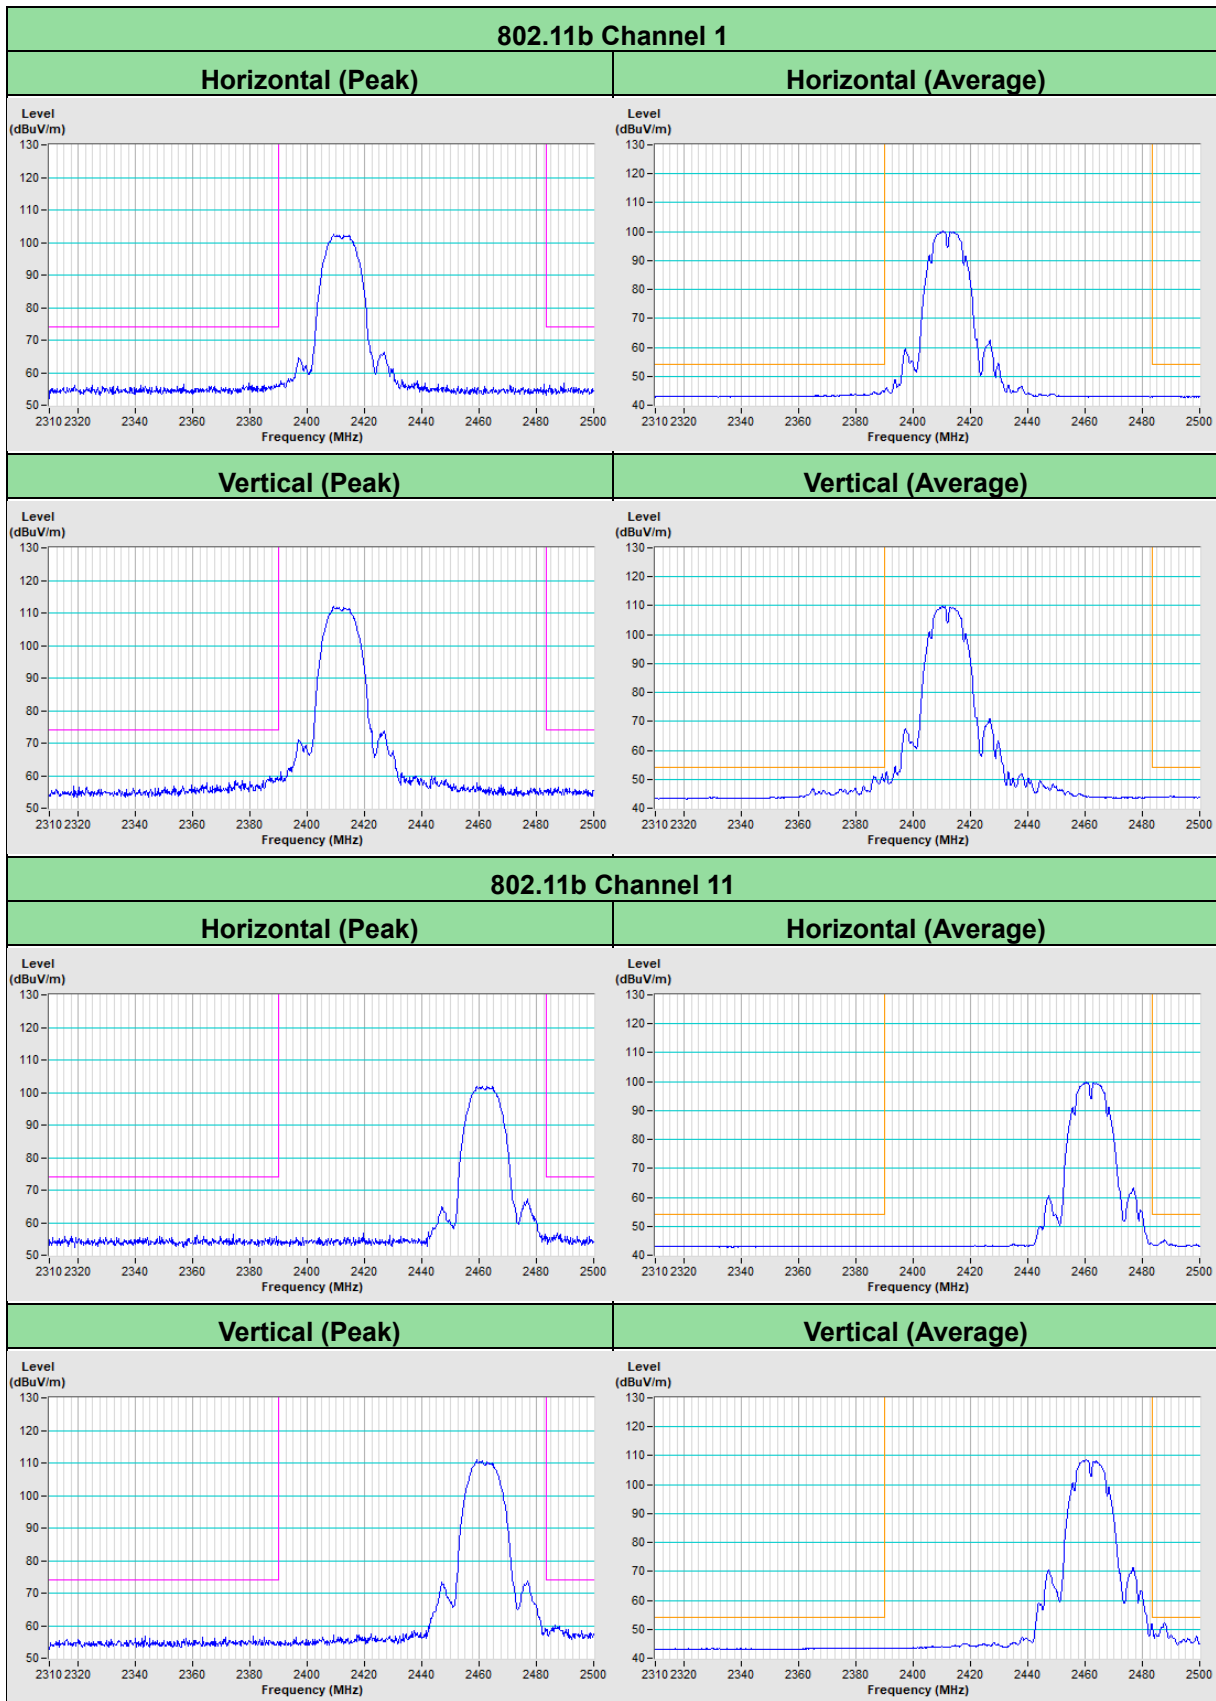 802.11b Channel 1
Horizontal (Peak) Horizontal (Average)
Level Level
(dBuV/m) (dBuV/m)
130 130
120 120
110 110
100 100
90 90
80 80
70 70
60 60
50 50
40
2310 2320 2340 2360 2380 2400 2420 2440 2460 2480 2500 2310 2320 2340 2360 2380 2400 2420 2440 2460 2480 2500
Frequency (MHz) Frequency (MHz)
Vertical (Peak) Vertical (Average)
Level Level
(dBuV/m) (dBuV/m)
130 130
120 120
110 110
100 100
90 90
80 80
70 70
60 60
50 50
40
2310 2320 2340 2360 2380 2400 2420 2440 2460 2480 2500 2310 2320 2340 2360 2380 2400 2420 2440 2460 2480 2500
Frequency (MHz) Frequency (MHz)
802.11b Channel 11
Horizontal (Peak) Horizontal (Average)
Level Level
(dBuV/m) (dBuV/m)
130 130
120 120
110 110
100 100
90 90
80 80
70 70
60 60
50 50
40
2310 2320 2340 2360 2380 2400 2420 2440 2460 2480 2500 2310 2320 2340 2360 2380 2400 2420 2440 2460 2480 2500
Frequency (MHz) Frequency (MHz)
Vertical (Peak) Vertical (Average)
Level Level
(dBuV/m) (dBuV/m)
130 130
120 120
110 110
100 100
90 90
80 80
70 70
60 60
50 50
40
2310 2320 2340 2360 2380 2400 2420 2440 2460 2480 2500 2310 2320 2340 2360 2380 2400 2420 2440 2460 2480 2500
Frequency (MHz) Frequency (MHz)